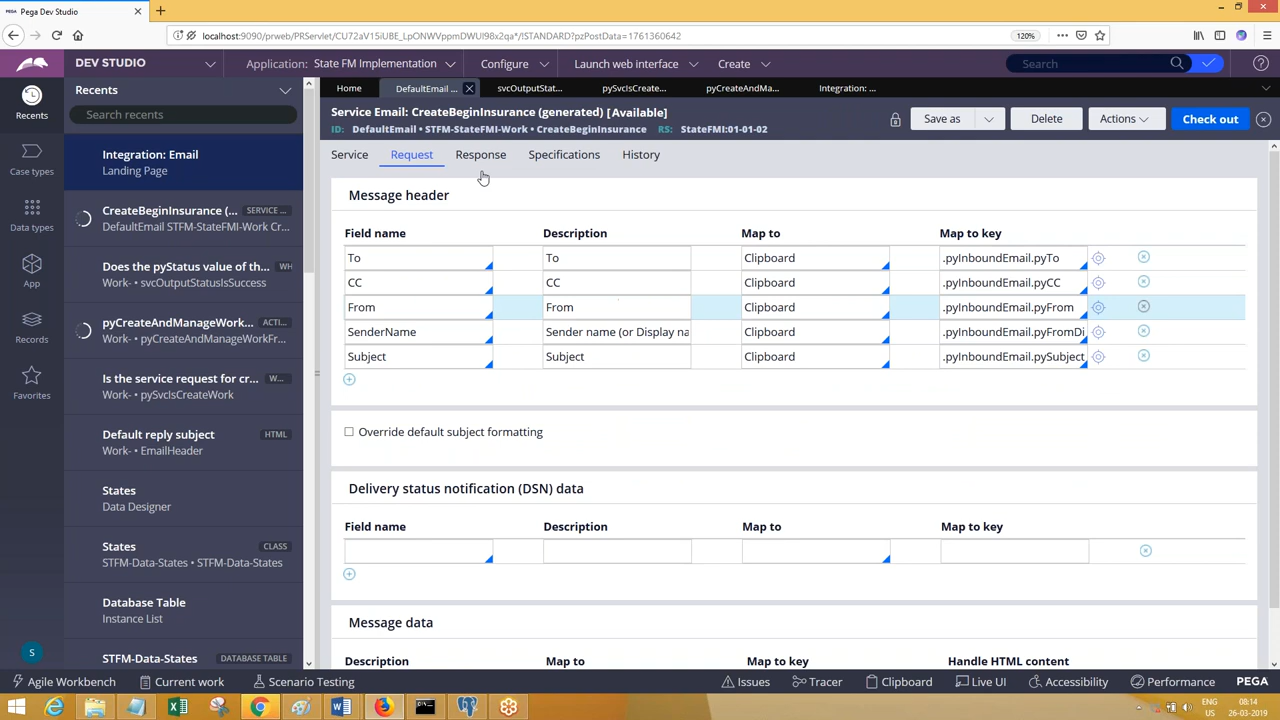 Pega Dev Studio
localhost:9090/prweb/PRServlet/CU72aV15iUBE_LpONWVppmDWUl98x2qa*/!STANDARD?pzPostData=1761360642
120%
DEV STUDIO
Application: State FM Implementation
Configure
Launch web interface
Create
Search
Recents
Case types
Data types
App
Records
Favorites
S
Recents
Search recents
Integration: Email
Landing Page
CreateBeginInsurance (... SERVICE ...
DefaultEmail STFM-StateFMI-Work Cr...
Does the pyStatus value of th... WH
Work- • svcOutputStatusIsSuccess
pyCreateAndManageWork... ACTI...
Work- • pyCreateAndManageWorkFr...
Is the service request for cr... W...
Work- • pySvcIsCreateWork
Default reply subject HTML
Work- • EmailHeader
States
Data Designer
States CLASS
STFM-Data-States • STFM-Data-States
Database Table
Instance List
STFM-Data-States DATABASE TABLE
Home
DefaultEmail ...
svcOutputStat...
pySvcIsCreate...
pyCreateAndMa...
Integration: ...
Service Email: CreateBeginInsurance (generated) [Available]
ID: DefaultEmail • STFM-StateFMI-Work • CreateBeginInsurance RS: StateFMI:01-01-02
Save as
Delete
Actions
Check out
Service
Request
Response
Specifications
History
Message header
Field name Description Map to Map to key
To To Clipboard .pyInboundEmail.pyTo
CC CC Clipboard .pyInboundEmail.pyCC
From From Clipboard .pyInboundEmail.pyFrom
SenderName Sender name (or Display na Clipboard .pyInboundEmail.pyFromDi
Subject Subject Clipboard .pyInboundEmail.pySubject
Override default subject formatting
Delivery status notification (DSN) data
Field name Description Map to Map to key
Message data
Description Map to Map to key Handle HTML content
Agile Workbench
Current work
Scenario Testing
Issues
Tracer
Clipboard
Live UI
Accessibility
Performance
PEGA
ENG
US
08:14
26-03-2019